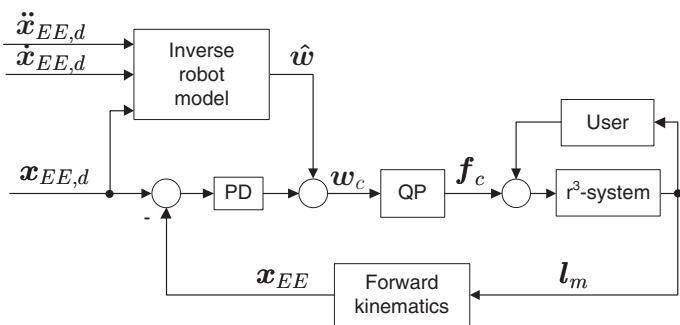 ẍ_EE,d
ẋ_EE,d
Inverse
robot
model
ŵ
User
x_EE,d
-
PD
w_c
QP
f_c
r³-system
x_EE
Forward
kinematics
l_m